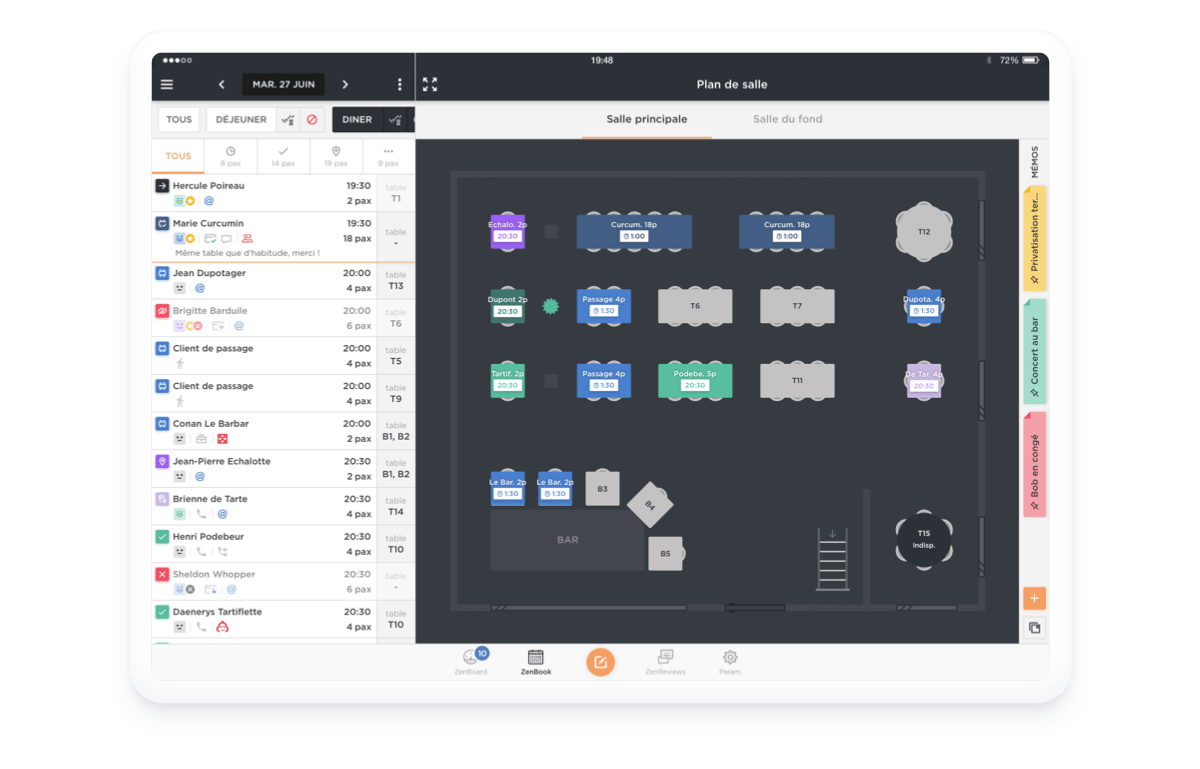 19:48
72%
MAR. 27 JUIN
Plan de salle
TOUS
DÉJEUNER
DINER
Salle principale
Salle du fond
TOUS
8 pax
14 pax
19 pax
9 pax
Hercule Poireau
19:30
2 pax
table
T1
Marie Curcumin
19:30
18 pax
table
-
Même table que d'habitude, merci !
Jean Dupotager
20:00
4 pax
table
T13
Brigitte Barduile
20:00
6 pax
table
T6
Client de passage
20:00
4 pax
table
T5
Client de passage
20:00
4 pax
table
T9
Conan Le Barbar
20:00
2 pax
table
B1, B2
Jean-Pierre Echalotte
20:30
2 pax
table
B1, B2
Brienne de Tarte
20:30
4 pax
table
T14
Henri Podebeur
20:30
4 pax
table
T10
Sheldon Whopper
20:30
6 pax
table
-
Daenerys Tartiflette
20:30
4 pax
table
T10
Echalo. 2p
20:30
Curcum. 18p
1:00
Curcum. 18p
1:00
T12
Dupont 2p
20:30
Passage 4p
1:30
T6
T7
Dupota. 4p
1:30
Tartif. 2p
20:30
Passage 4p
1:30
Podebe. 5p
20:30
T11
De Tar. 4p
20:30
Le Bar. 2p
1:30
Le Bar. 2p
1:30
B3
B4
B5
BAR
T15
Indisp.
MÉMOS
Privatisation ter...
Concert au bar
Bob en congé
+
10
ZenBoard
ZenBook
ZenReviews
Param.